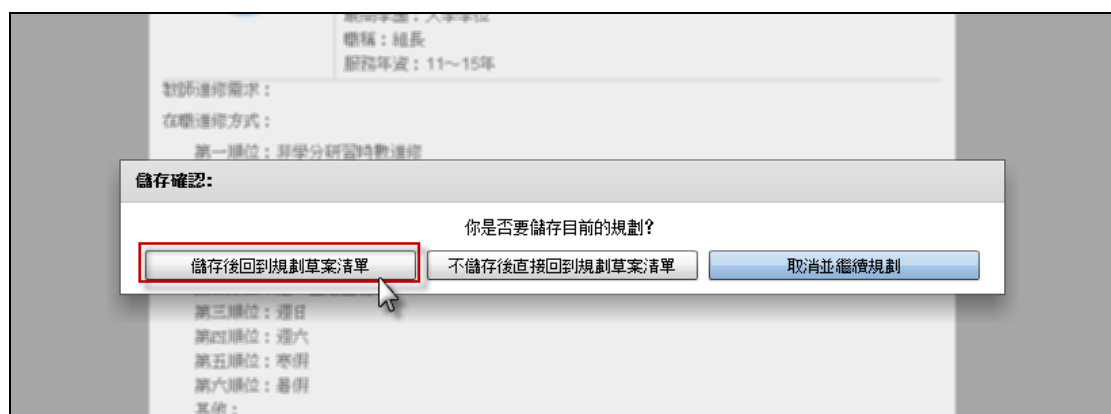 最高學歷：大學學位
職稱：組長
服務年資：11～15年
教師進修需求：
在職進修方式：
第一順位：非學分研習時數進修
儲存確認:
你是否要儲存目前的規劃?
儲存後回到規劃草案清單
不儲存後直接回到規劃草案清單
取消並繼續規劃
第三順位：週日
第四順位：週六
第五順位：寒假
第六順位：暑假
其他：